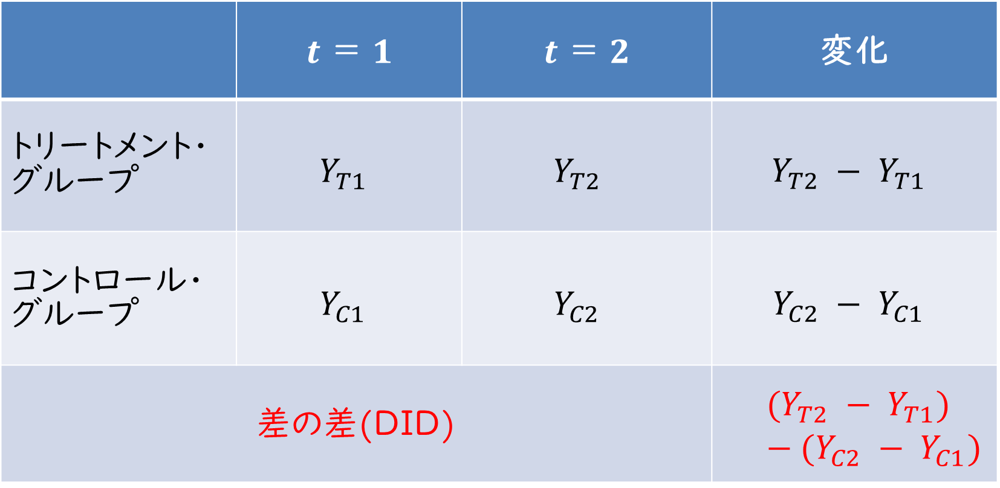 t = 1 t = 2 変化
トリートメント・
グループ
Y_{T1} Y_{T2} Y_{T2} − Y_{T1}
コントロール・
グループ
Y_{C1} Y_{C2} Y_{C2} − Y_{C1}
差の差(DID)
(Y_{T2} − Y_{T1})
− (Y_{C2} − Y_{C1})